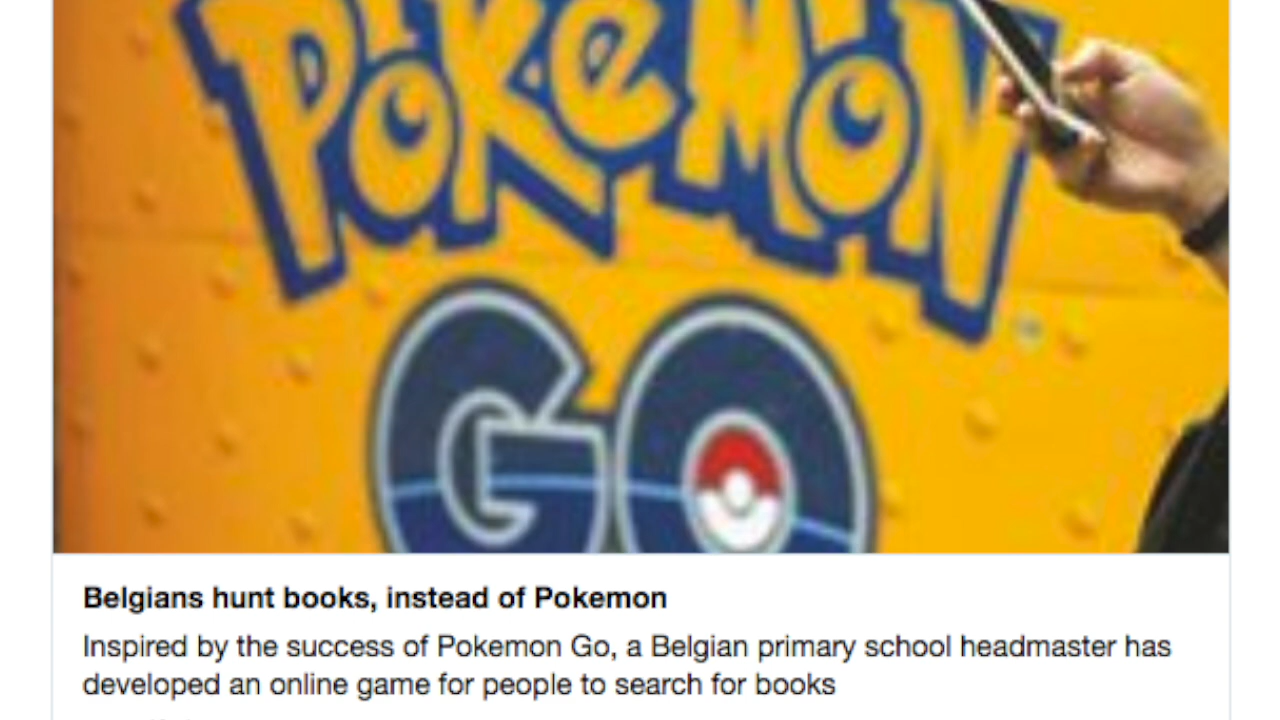 POKéMON
GO
Belgians hunt books, instead of Pokemon
Inspired by the success of Pokemon Go, a Belgian primary school headmaster has
developed an online game for people to search for books